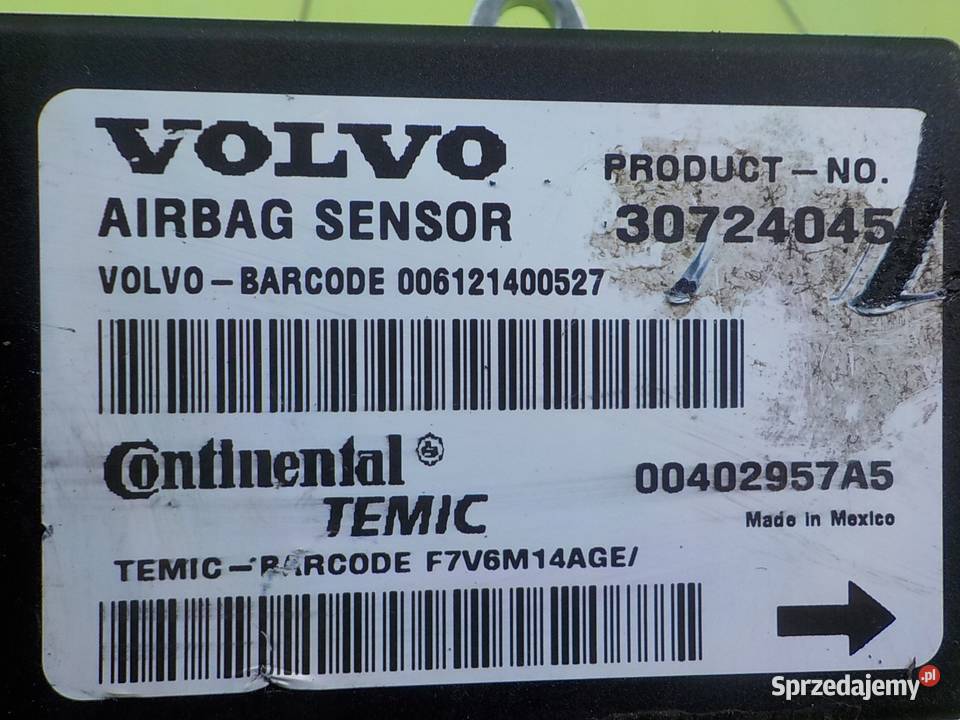 VOLVO
PRODUCT – NO.
AIRBAG SENSOR
30724045
VOLVO – BARCODE 006121400527
Continental
TEMIC
00402957A5
Made in Mexico
TEMIC – BARCODE F7V6M14AGE/
Sprzedajemy.pl